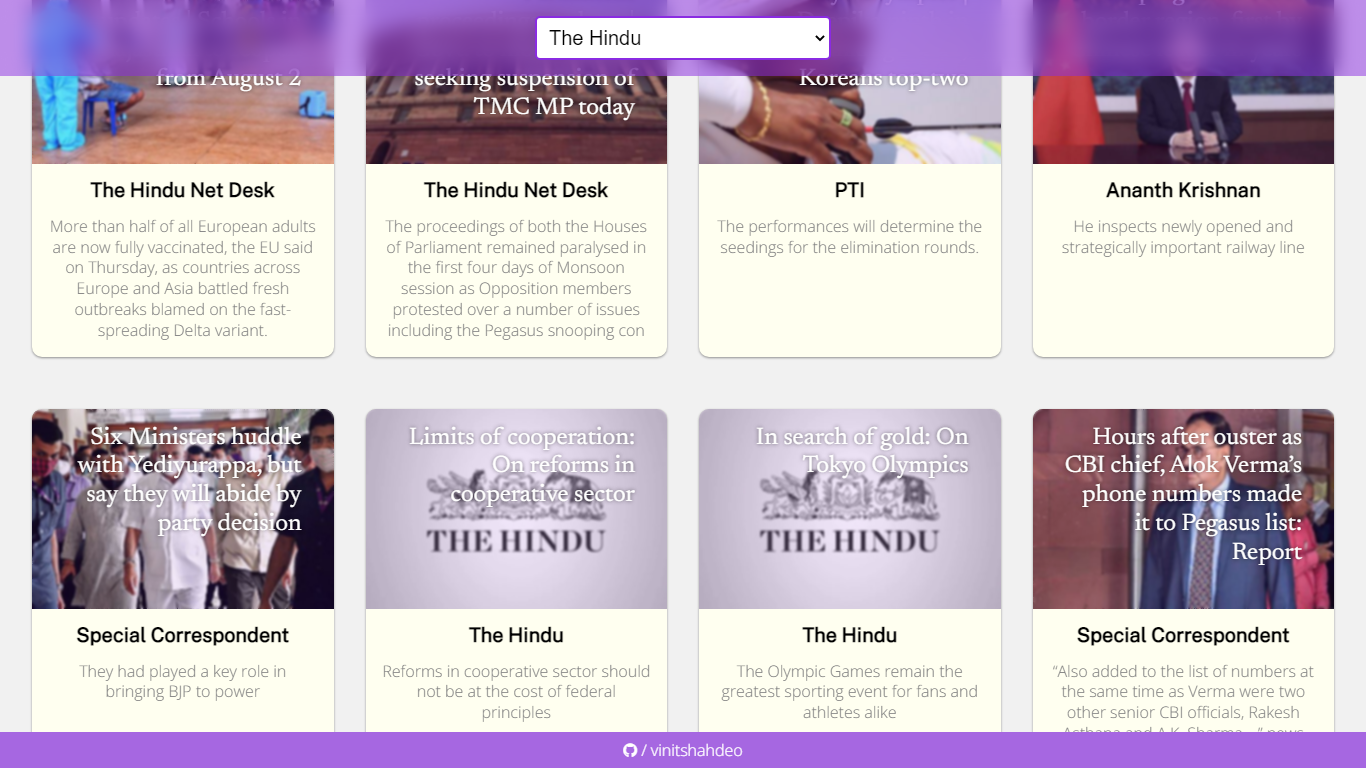 The Hindu
from August 2
seeking suspension of
TMC MP today
Koreans top-two
The Hindu Net Desk
More than half of all European adults
are now fully vaccinated, the EU said
on Thursday, as countries across
Europe and Asia battled fresh
outbreaks blamed on the fast-
spreading Delta variant.
The Hindu Net Desk
The proceedings of both the Houses
of Parliament remained paralysed in
the first four days of Monsoon
session as Opposition members
protested over a number of issues
including the Pegasus snooping con
PTI
The performances will determine the
seedings for the elimination rounds.
Ananth Krishnan
He inspects newly opened and
strategically important railway line
Six Ministers huddle
with Yediyurappa, but
say they will abide by
party decision
Special Correspondent
They had played a key role in
bringing BJP to power
Limits of cooperation:
On reforms in
cooperative sector
THE HINDU
The Hindu
Reforms in cooperative sector should
not be at the cost of federal
principles
In search of gold: On
Tokyo Olympics
THE HINDU
The Hindu
The Olympic Games remain the
greatest sporting event for fans and
athletes alike
Hours after ouster as
CBI chief, Alok Verma’s
phone numbers made
it to Pegasus list:
Report
Special Correspondent
“Also added to the list of numbers at
the same time as Verma were two
other senior CBI officials, Rakesh
Asthana and A.K. Sharma...” news
/ vinitshahdeo